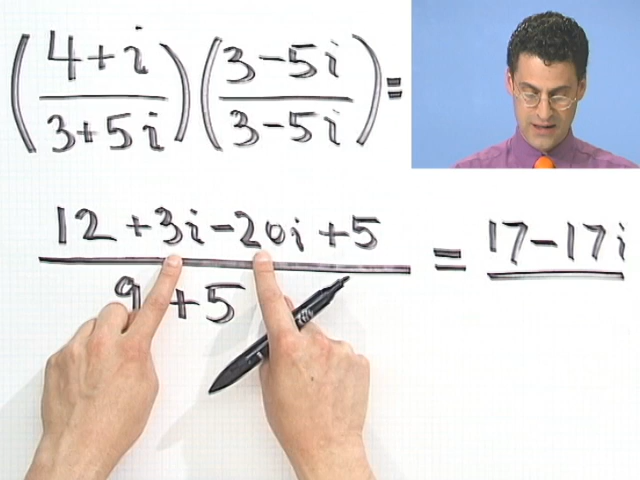 (4+i / 3+5i) (3-5i / 3-5i) =
12 +3i -20i +5 / 9 +5 = 17-17i